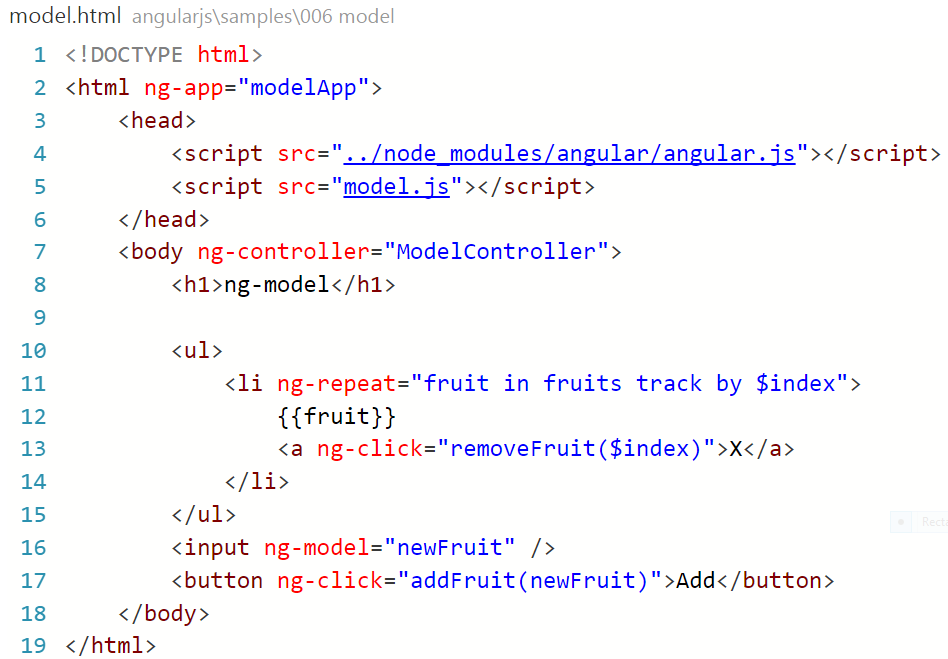 model.html angularjs\samples\006 model
1 <!DOCTYPE html>
2 <html ng-app="modelApp">
3     <head>
4         <script src="../node_modules/angular/angular.js"></script>
5         <script src="model.js"></script>
6     </head>
7     <body ng-controller="ModelController">
8         <h1>ng-model</h1>
9
10         <ul>
11             <li ng-repeat="fruit in fruits track by $index">
12                 {{fruit}}
13                 <a ng-click="removeFruit($index)">X</a>
14             </li>
15         </ul>
16         <input ng-model="newFruit" />
17         <button ng-click="addFruit(newFruit)">Add</button>
18     </body>
19 </html>